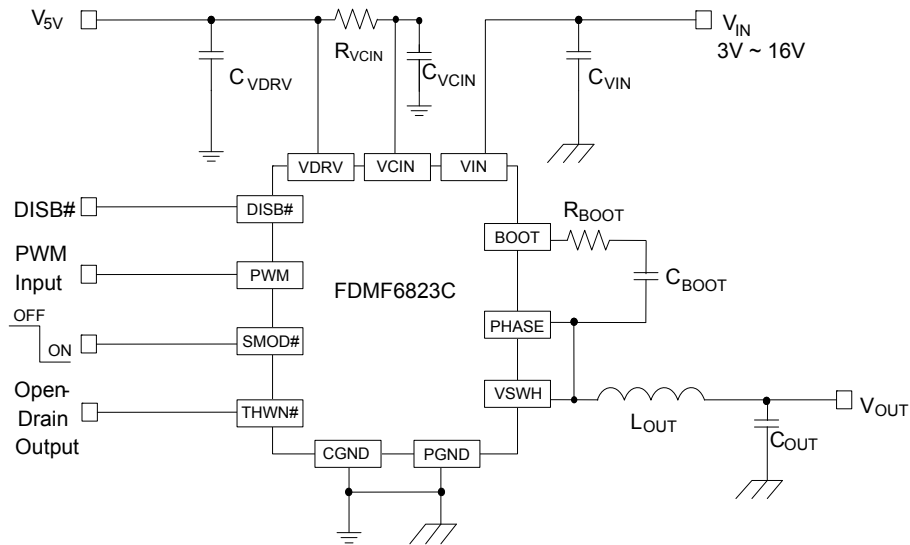 V5V
RVCIN
CVDRV
CVCIN
CVIN
VIN
3V ~ 16V
VDRV
VCIN
VIN
DISB#
DISB#
PWM
Input
PWM
OFF
ON
SMOD#
Open-
Drain
Output
THWN#
FDMF6823C
BOOT
RBOOT
CBOOT
PHASE
VSWH
LOUT
VOUT
COUT
CGND
PGND